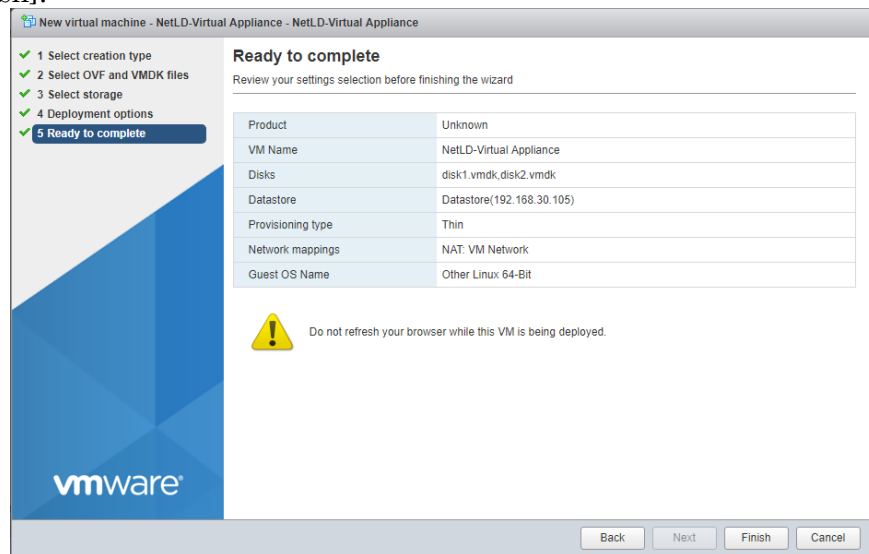 New virtual machine - NetLD-Virtual Appliance - NetLD-Virtual Appliance
1 Select creation type
2 Select OVF and VMDK files
3 Select storage
4 Deployment options
5 Ready to complete
Ready to complete
Review your settings selection before finishing the wizard
Product Unknown
VM Name NetLD-Virtual Appliance
Disks disk1.vmdk,disk2.vmdk
Datastore Datastore(192.168.30.105)
Provisioning type Thin
Network mappings NAT: VM Network
Guest OS Name Other Linux 64-Bit
Do not refresh your browser while this VM is being deployed.
vmware®
Back Next Finish Cancel